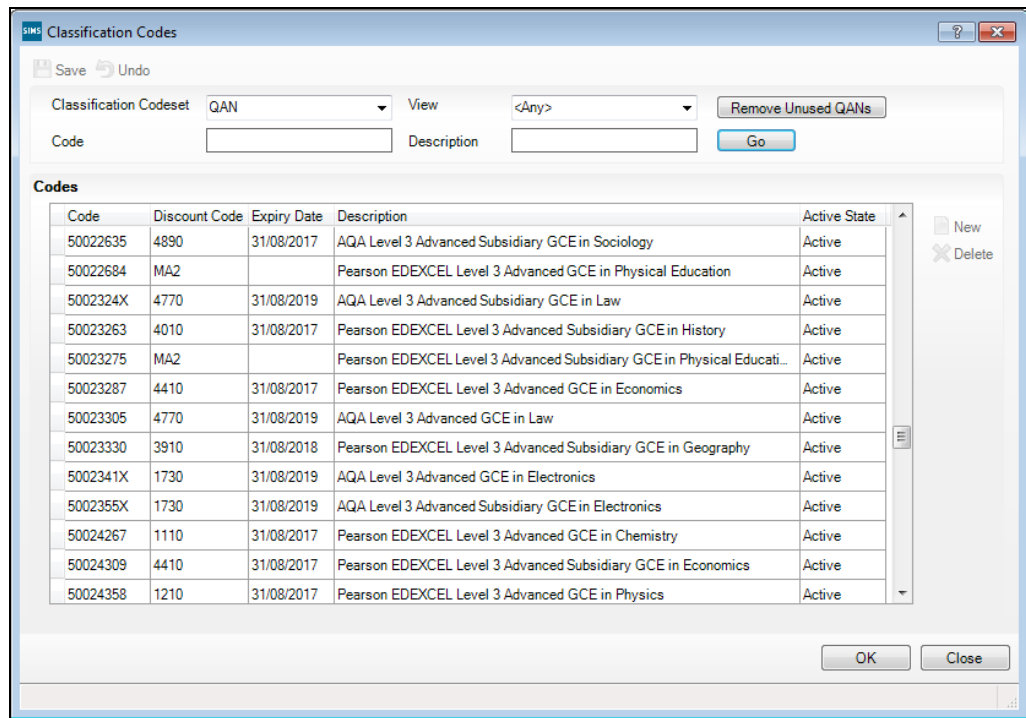 SIMS Classification Codes
Save Undo
Classification Codeset QAN View <Any> Remove Unused QANs
Code Description Go
Codes
Code Discount Code Expiry Date Description Active State
New
50022635 4890 31/08/2017 AQA Level 3 Advanced Subsidiary GCE in Sociology Active
Delete
50022684 MA2 Pearson EDEXCEL Level 3 Advanced GCE in Physical Education Active
5002324X 4770 31/08/2019 AQA Level 3 Advanced Subsidiary GCE in Law Active
50023263 4010 31/08/2017 Pearson EDEXCEL Level 3 Advanced Subsidiary GCE in History Active
50023275 MA2 Pearson EDEXCEL Level 3 Advanced Subsidiary GCE in Physical Educati... Active
50023287 4410 31/08/2017 Pearson EDEXCEL Level 3 Advanced GCE in Economics Active
50023305 4770 31/08/2019 AQA Level 3 Advanced GCE in Law Active
50023330 3910 31/08/2018 Pearson EDEXCEL Level 3 Advanced Subsidiary GCE in Geography Active
5002341X 1730 31/08/2019 AQA Level 3 Advanced GCE in Electronics Active
5002355X 1730 31/08/2019 AQA Level 3 Advanced Subsidiary GCE in Electronics Active
50024267 1110 31/08/2017 Pearson EDEXCEL Level 3 Advanced GCE in Chemistry Active
50024309 4410 31/08/2017 Pearson EDEXCEL Level 3 Advanced Subsidiary GCE in Economics Active
50024358 1210 31/08/2017 Pearson EDEXCEL Level 3 Advanced GCE in Physics Active
OK Close